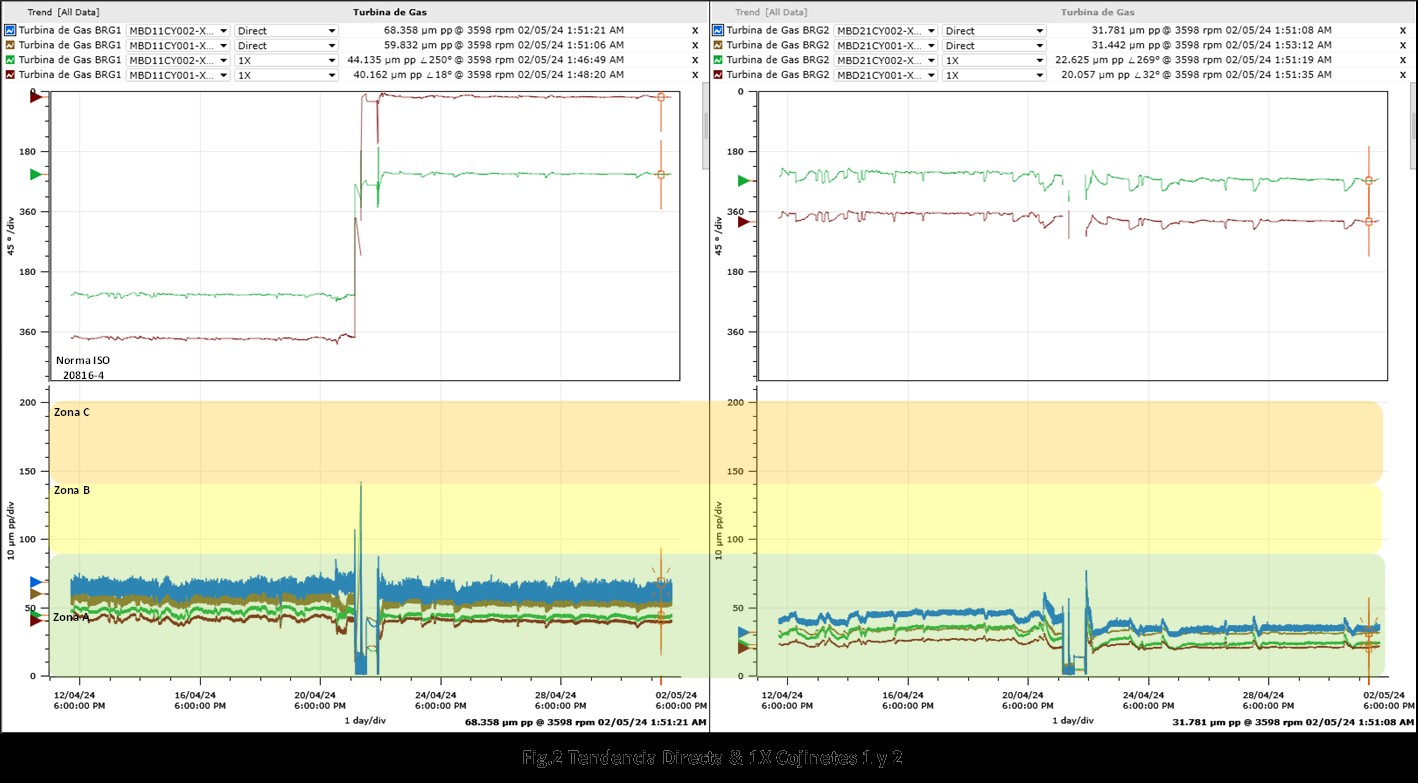 Trend [All Data] Turbina de Gas
Turbina de Gas BRG1 MBD11CY002-X... Direct 68.358 µm pp @ 3598 rpm 02/05/24 1:51:21 AM X
Turbina de Gas BRG1 MBD11CY001-X... Direct 59.832 µm pp @ 3598 rpm 02/05/24 1:51:06 AM X
Turbina de Gas BRG1 MBD11CY002-X... 1X 44.135 µm pp ∠250° @ 3598 rpm 02/05/24 1:46:49 AM X
Turbina de Gas BRG1 MBD11CY001-X... 1X 40.162 µm pp ∠18° @ 3598 rpm 02/05/24 1:48:20 AM X
0
180
360
180
360
45 ° /div
Norma ISO
20816-4
200
150
100
50
0
10 µm pp/div
Zona C
Zona B
Zona A
12/04/24 16/04/24 20/04/24 24/04/24 28/04/24 02/05/24
6:00:00 PM 6:00:00 PM 6:00:00 PM 6:00:00 PM 6:00:00 PM 6:00:00 PM
1 day/div 68.358 µm pp @ 3598 rpm 02/05/24 1:51:21 AM
Trend [All Data] Turbina de Gas
Turbina de Gas BRG2 MBD21CY002-X... Direct 31.781 µm pp @ 3598 rpm 02/05/24 1:51:08 AM X
Turbina de Gas BRG2 MBD21CY001-X... Direct 31.442 µm pp @ 3598 rpm 02/05/24 1:53:12 AM X
Turbina de Gas BRG2 MBD21CY002-X... 1X 22.625 µm pp ∠269° @ 3598 rpm 02/05/24 1:51:19 AM X
Turbina de Gas BRG2 MBD21CY001-X... 1X 20.057 µm pp ∠32° @ 3598 rpm 02/05/24 1:51:35 AM X
0
180
360
180
360
45 ° /div
200
150
100
50
0
10 µm pp/div
12/04/24 16/04/24 20/04/24 24/04/24 28/04/24 02/05/24
6:00:00 PM 6:00:00 PM 6:00:00 PM 6:00:00 PM 6:00:00 PM 6:00:00 PM
1 day/div 31.781 µm pp @ 3598 rpm 02/05/24 1:51:08 AM
Fig.2 Tendencia Directa & 1X Cojinetes 1 y 2